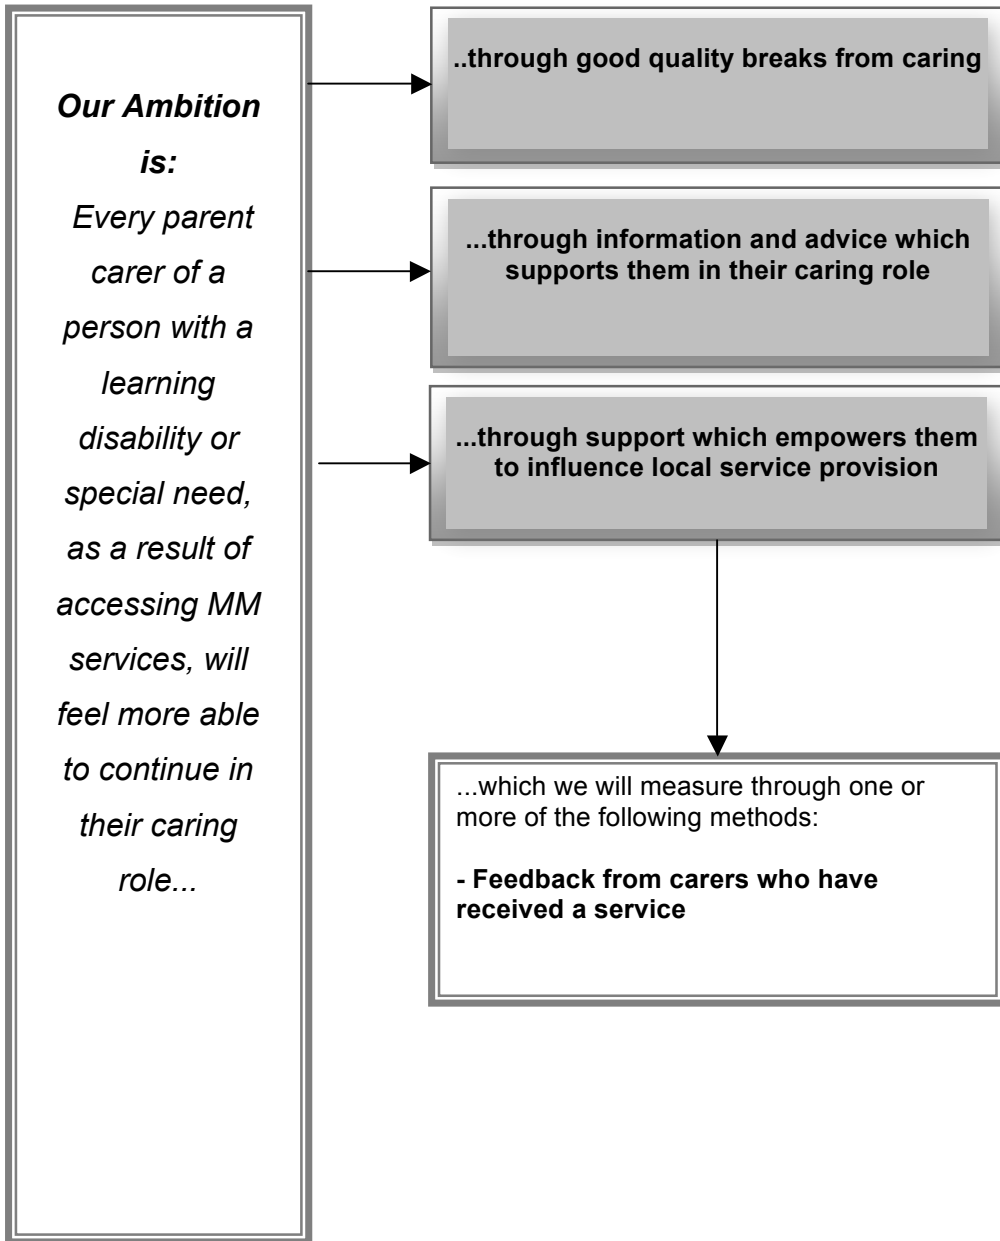 Our Ambition
is:
Every parent
carer of a
person with a
learning
disability or
special need,
as a result of
accessing MM
services, will
feel more able
to continue in
their caring
role...
..through good quality breaks from caring
...through information and advice which
supports them in their caring role
...through support which empowers them
to influence local service provision
...which we will measure through one or
more of the following methods:
- Feedback from carers who have
received a service